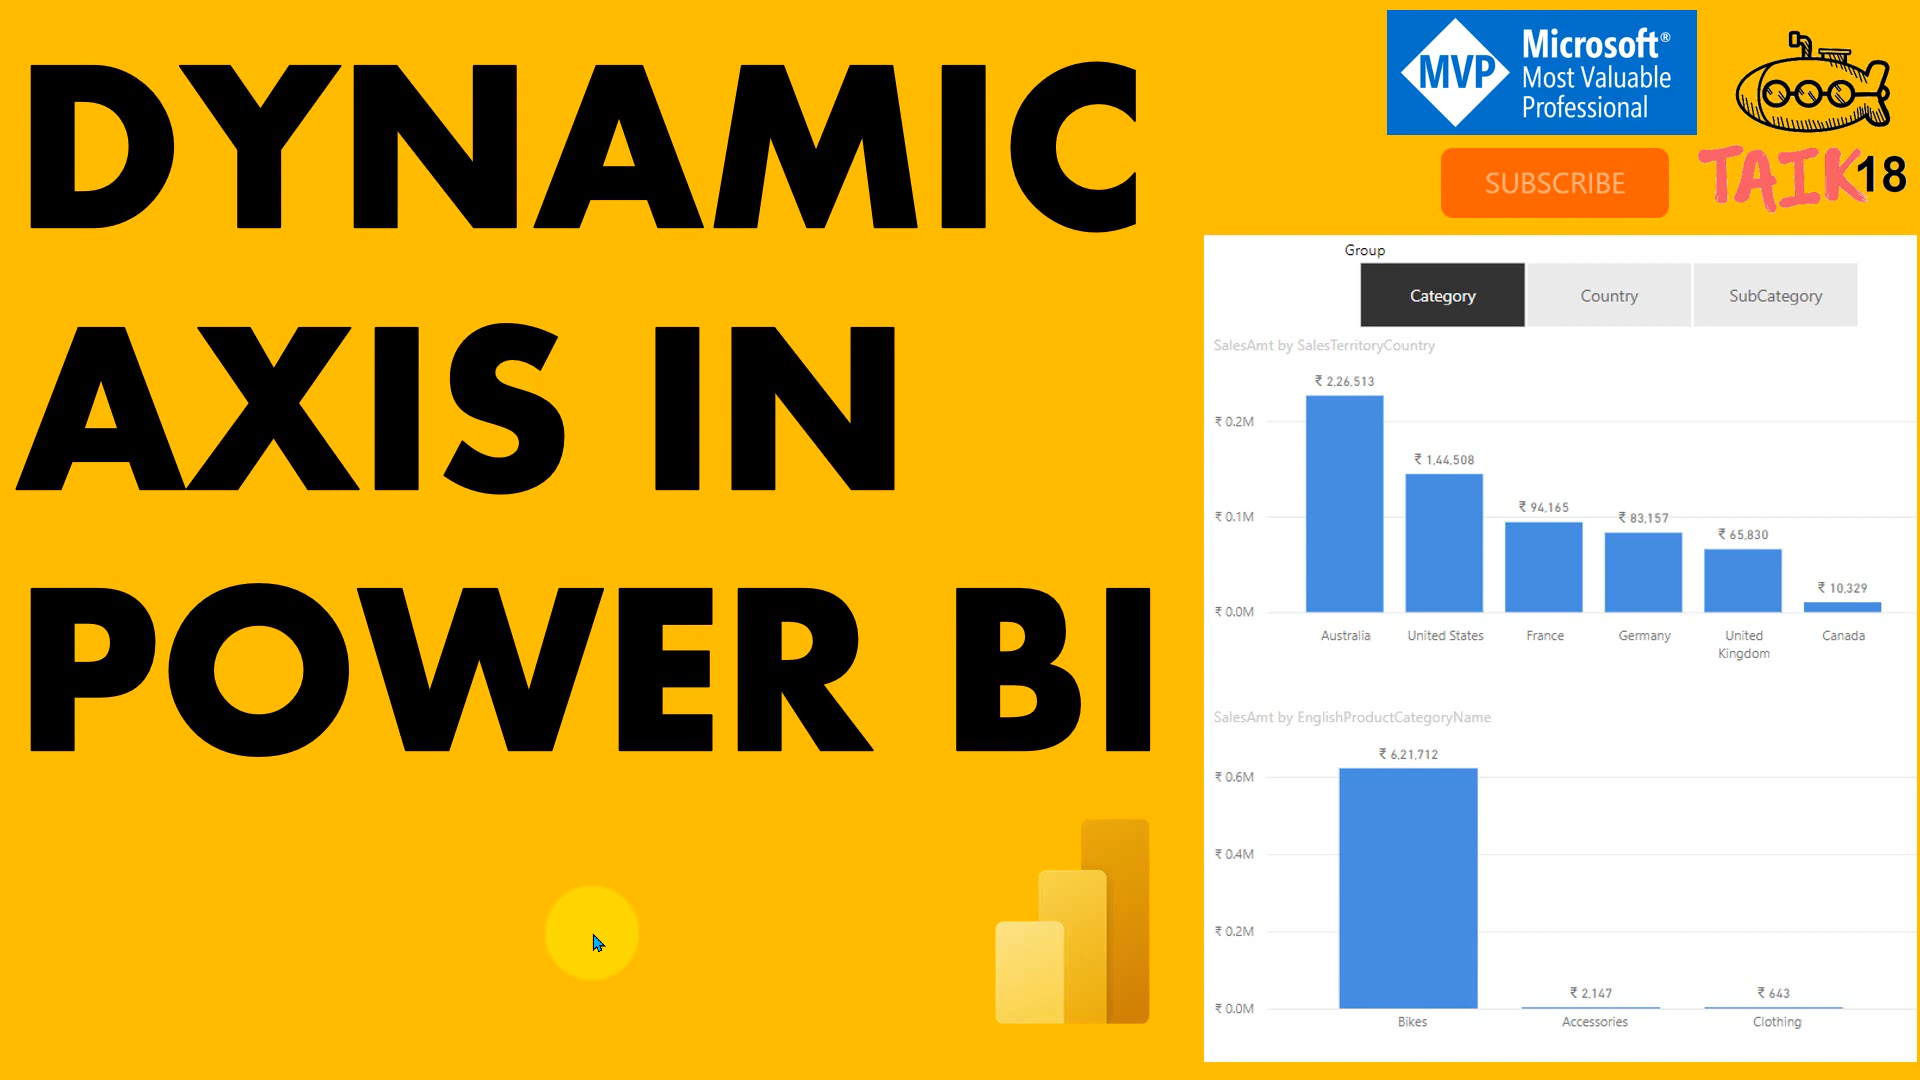 DYNAMIC
AXIS IN
POWER BI
MVP
Microsoft®
Most Valuable
Professional
SUBSCRIBE
TAIK18
Group
Category
Country
SubCategory
SalesAmt by SalesTerritoryCountry
₹ 0.2M
₹ 0.1M
₹ 0.0M
₹ 2,26,513
₹ 1,44,508
₹ 94,165
₹ 83,157
₹ 65,830
₹ 10,329
Australia
United States
France
Germany
United
Kingdom
Canada
SalesAmt by EnglishProductCategoryName
₹ 0.6M
₹ 0.4M
₹ 0.2M
₹ 0.0M
₹ 6,21,712
₹ 2,147
₹ 643
Bikes
Accessories
Clothing